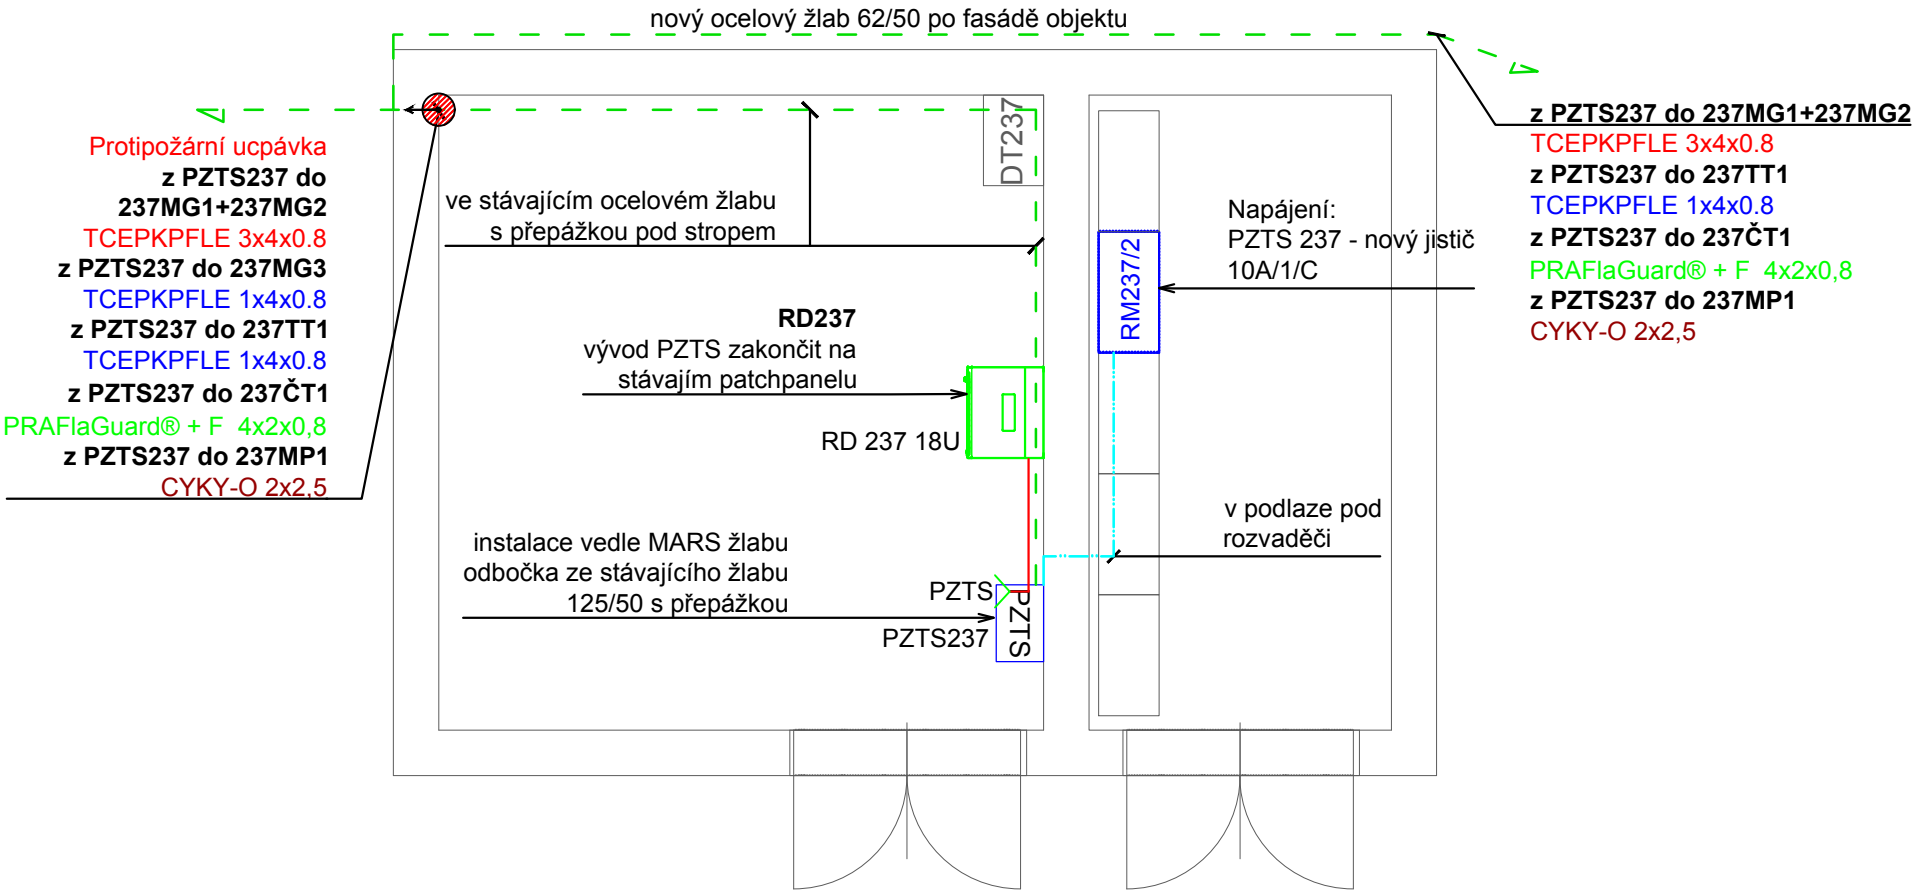 nový ocelový žlab 62/50 po fasádě objektu
Protipožární ucpávka
z PZTS237 do
237MG1+237MG2
TCEPKPFLE 3x4x0.8
z PZTS237 do 237MG3
TCEPKPFLE 1x4x0.8
z PZTS237 do 237TT1
TCEPKPFLE 1x4x0.8
z PZTS237 do 237ČT1
PRAFlaGuard® + F 4x2x0,8
z PZTS237 do 237MP1
CYKY-O 2x2,5
ve stávajícím ocelovém žlabu
s přepážkou pod stropem
DT237
RD237
vývod PZTS zakončit na
stávajím patchpanelu
RD 237 18U
instalace vedle MARS žlabu
odbočka ze stávajícího žlabu
125/50 s přepážkou
PZTS
PZTS237
PZTS
RM237/2
Napájení:
PZTS 237 - nový jistič
10A/1/C
v podlaze pod
rozvaděči
z PZTS237 do 237MG1+237MG2
TCEPKPFLE 3x4x0.8
z PZTS237 do 237TT1
TCEPKPFLE 1x4x0.8
z PZTS237 do 237ČT1
PRAFlaGuard® + F 4x2x0,8
z PZTS237 do 237MP1
CYKY-O 2x2,5